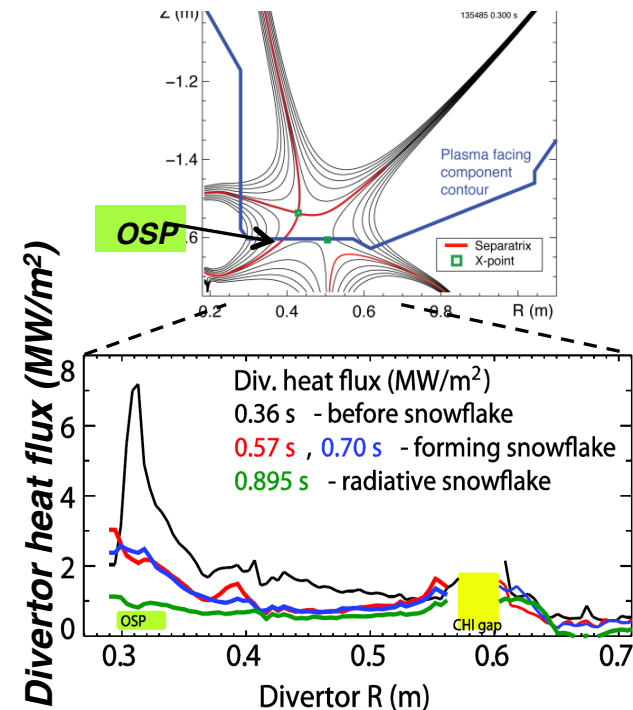 Z (m)
135485 0.300 s
−1.2
−1.4
Plasma facing
component
contour
OSP
.6
Separatrix
X-point
0.2 0.4 0.6 0.8 R (m)
Divertor heat flux (MW/m²)
8
6
4
2
0
Div. heat flux (MW/m²)
0.36 s - before snowflake
0.57 s , 0.70 s - forming snowflake
0.895 s - radiative snowflake
OSP
CHI gap
0.3 0.4 0.5 0.6 0.7
Divertor R (m)